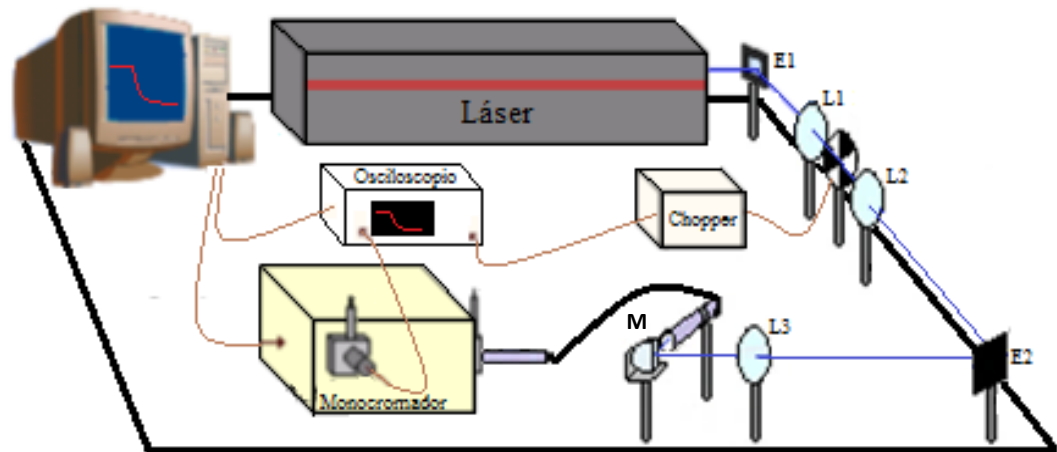 E1
Láser
L1
Osciloscopio
L2
Chopper
M
L3
E2
Monocromador